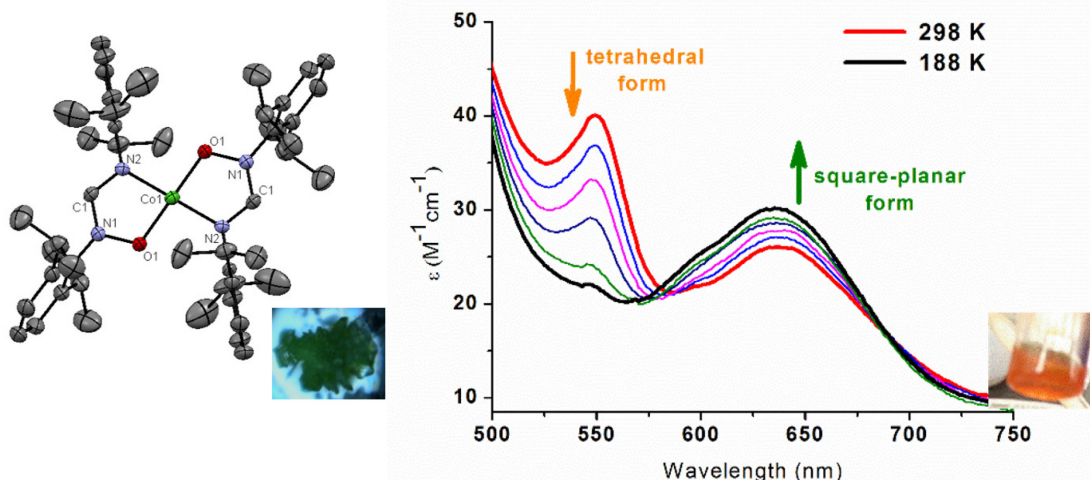 N2
O1
N1
C1
Co1
C1
N1
O1
N2
50
40
30
20
10
500
550
600
650
700
750
ε (M⁻¹cm⁻¹)
Wavelength (nm)
298 K
188 K
tetrahedral
form
square-planar
form